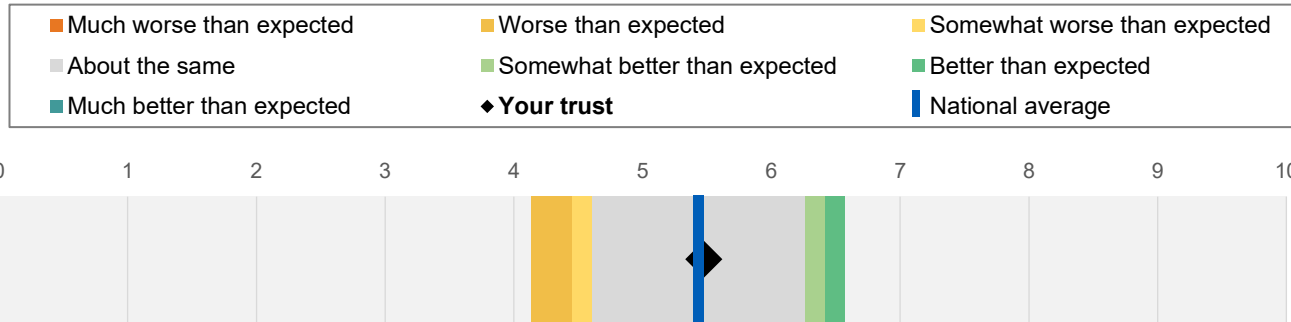 Much worse than expected Worse than expected Somewhat worse than expected
About the same Somewhat better than expected Better than expected
Much better than expected Your trust National average
0 1 2 3 4 5 6 7 8 9 10